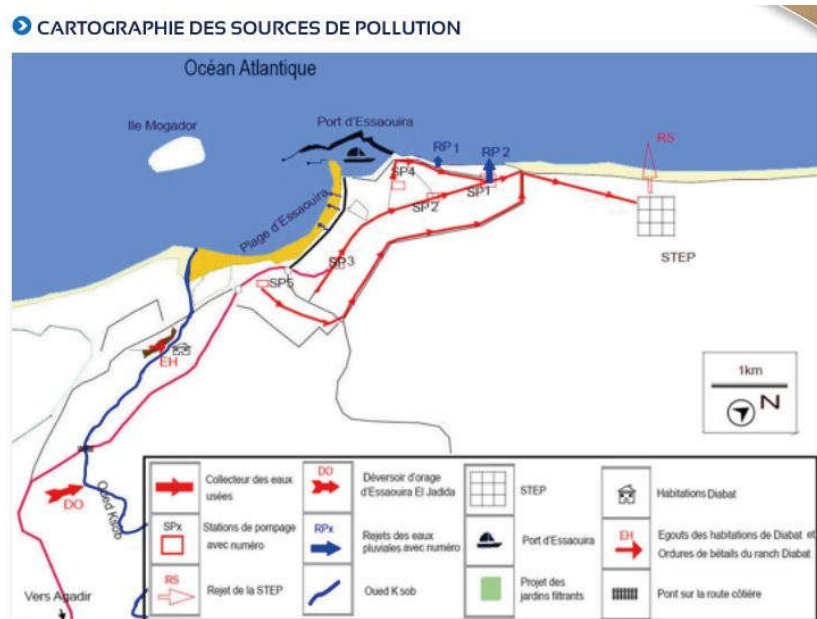 CARTOGRAPHIE DES SOURCES DE POLLUTION
Océan Atlantique
Ile Mogador
Port d'Essaouira
RP 1
RP 2
RS
SP4
SP2
SP1
Plage d'Essaouira
SP3
SP5
STEP
EH
1km
N
DO
Oued Ksob
Vers Agadir
Collecteur des eaux
usées
DO
Déversoir d'orage
d'Essaouira El Jadida
STEP
Habitations Diabat
SPx
Stations de pompage
avec numéro
RPx
Rejets des eaux
pluviales avec numéro
Port d'Essaouira
EH
Egouts des habitations de Diabat et
Ordures de bétails du ranch Diabat
RS
Rejet de la STEP
Oued K sob
Projet des
jardins filtrants
Pont sur la route côtière